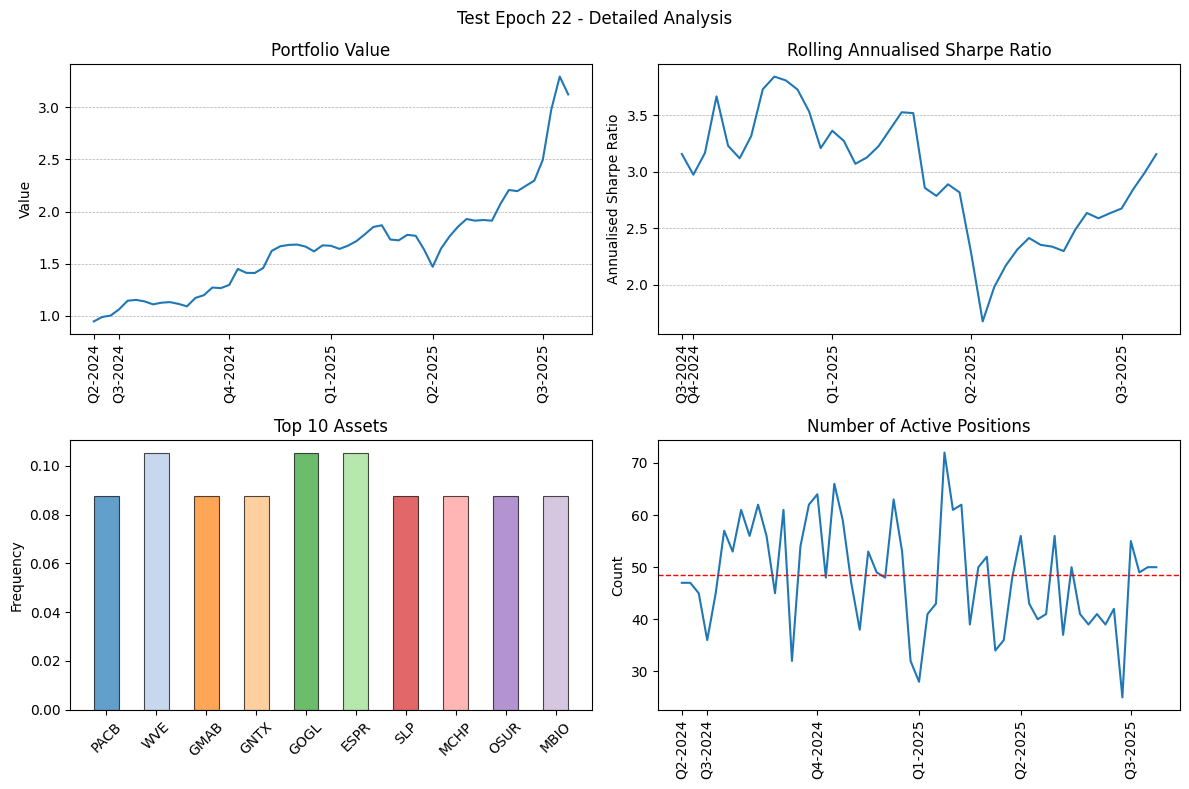 Test Epoch 22 - Detailed Analysis
Portfolio Value
Value
3.0
2.5
2.0
1.5
1.0
Q2-2024
Q3-2024
Q4-2024
Q1-2025
Q2-2025
Q3-2025
Rolling Annualised Sharpe Ratio
Annualised Sharpe Ratio
3.5
3.0
2.5
2.0
Q3-2024
Q4-2024
Q1-2025
Q2-2025
Q3-2025
Top 10 Assets
Frequency
0.10
0.08
0.06
0.04
0.02
0.00
PACB
WVE
GMAB
GNTX
GOGL
ESPR
SLP
MCHP
OSUR
MBIO
Number of Active Positions
Count
70
60
50
40
30
Q2-2024
Q3-2024
Q4-2024
Q1-2025
Q2-2025
Q3-2025